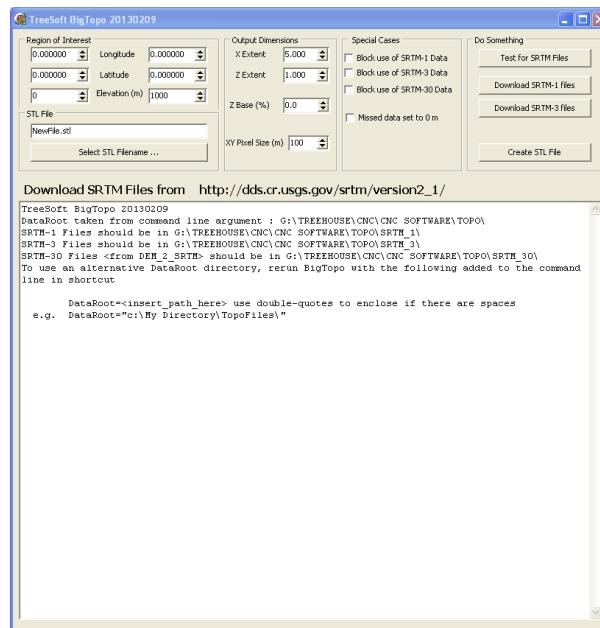 TreeSoft BigTopo 20130209
Region of Interest
0.000000 Longitude 0.000000
0.000000 Latitude 0.000000
0 Elevation (m) 1000
STL File
NewFile.stl
Select STL Filename ...
Output Dimensions
X Extent 5.000
Z Extent 1.000
Z Base (%) 0.0
XY Pixel Size (m) 100
Special Cases
Block use of SRTM-1 Data
Block use of SRTM-3 Data
Block use of SRTM-30 Data
Missed data set to 0 m
Do Something
Test for SRTM Files
Download SRTM-1 files
Download SRTM-3 files
Create STL File
Download SRTM Files from http://dds.cr.usgs.gov/srtm/version2_1/
TreeSoft BigTopo 20130209
DataRoot taken from command line argument : G:\TREEHOUSE\CNC\CNC SOFTWARE\TOPO\
SRTM-1 Files should be in G:\TREEHOUSE\CNC\CNC SOFTWARE\TOPO\SRTM_1\
SRTM-3 Files should be in G:\TREEHOUSE\CNC\CNC SOFTWARE\TOPO\SRTM_3\
SRTM-30 Files <from DEM_2_SRTM> should be in G:\TREEHOUSE\CNC\CNC SOFTWARE\TOPO\SRTM_30\
To use an alternative DataRoot directory, rerun BigTopo with the following added to the command
line in shortcut
DataRoot=<insert_path_here> use double-quotes to enclose if there are spaces
e.g. DataRoot="c:\My Directory\TopoFiles\"